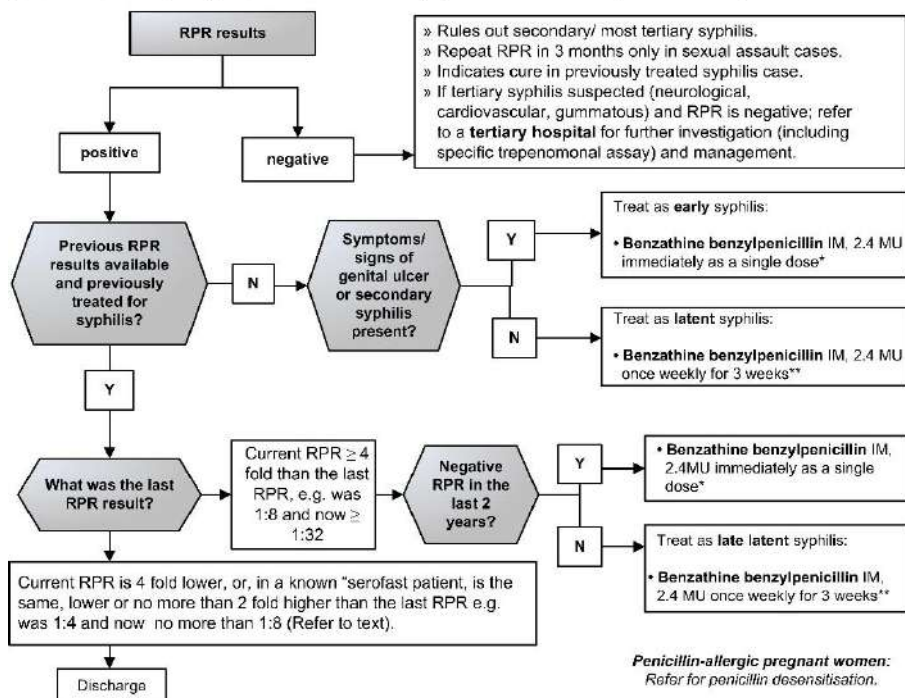 RPR results
» Rules out secondary/ most tertiary syphilis.
» Repeat RPR in 3 months only in sexual assault cases.
» Indicates cure in previously treated syphilis case.
» If tertiary syphilis suspected (neurological,
cardiovascular, gummatous) and RPR is negative; refer
to a tertiary hospital for further investigation (including
specific trepenomonal assay) and management.
positive
negative
Previous RPR
results available
and previously
treated for
syphilis?
N
Symptoms/
signs of
genital ulcer
or secondary
syphilis
present?
Y
Treat as early syphilis:
• Benzathine benzylpenicillin IM, 2.4 MU
immediately as a single dose*
N
Treat as latent syphilis:
• Benzathine benzylpenicillin IM, 2.4 MU
once weekly for 3 weeks**
Y
What was the last
RPR result?
Current RPR ≥ 4
fold than the last
RPR, e.g. was
1:8 and now ≥
1:32
Negative
RPR in the
last 2
years?
Y
• Benzathine benzylpenicillin IM,
2.4MU immediately as a single
dose*
N
Treat as late latent syphilis:
• Benzathine benzylpenicillin IM,
2.4 MU once weekly for 3 weeks**
Current RPR is 4 fold lower, or, in a known “serofast patient, is the
same, lower or no more than 2 fold higher than the last RPR e.g.
was 1:4 and now no more than 1:8 (Refer to text).
Discharge
Penicillin-allergic pregnant women:
Refer for penicillin desensitisation.